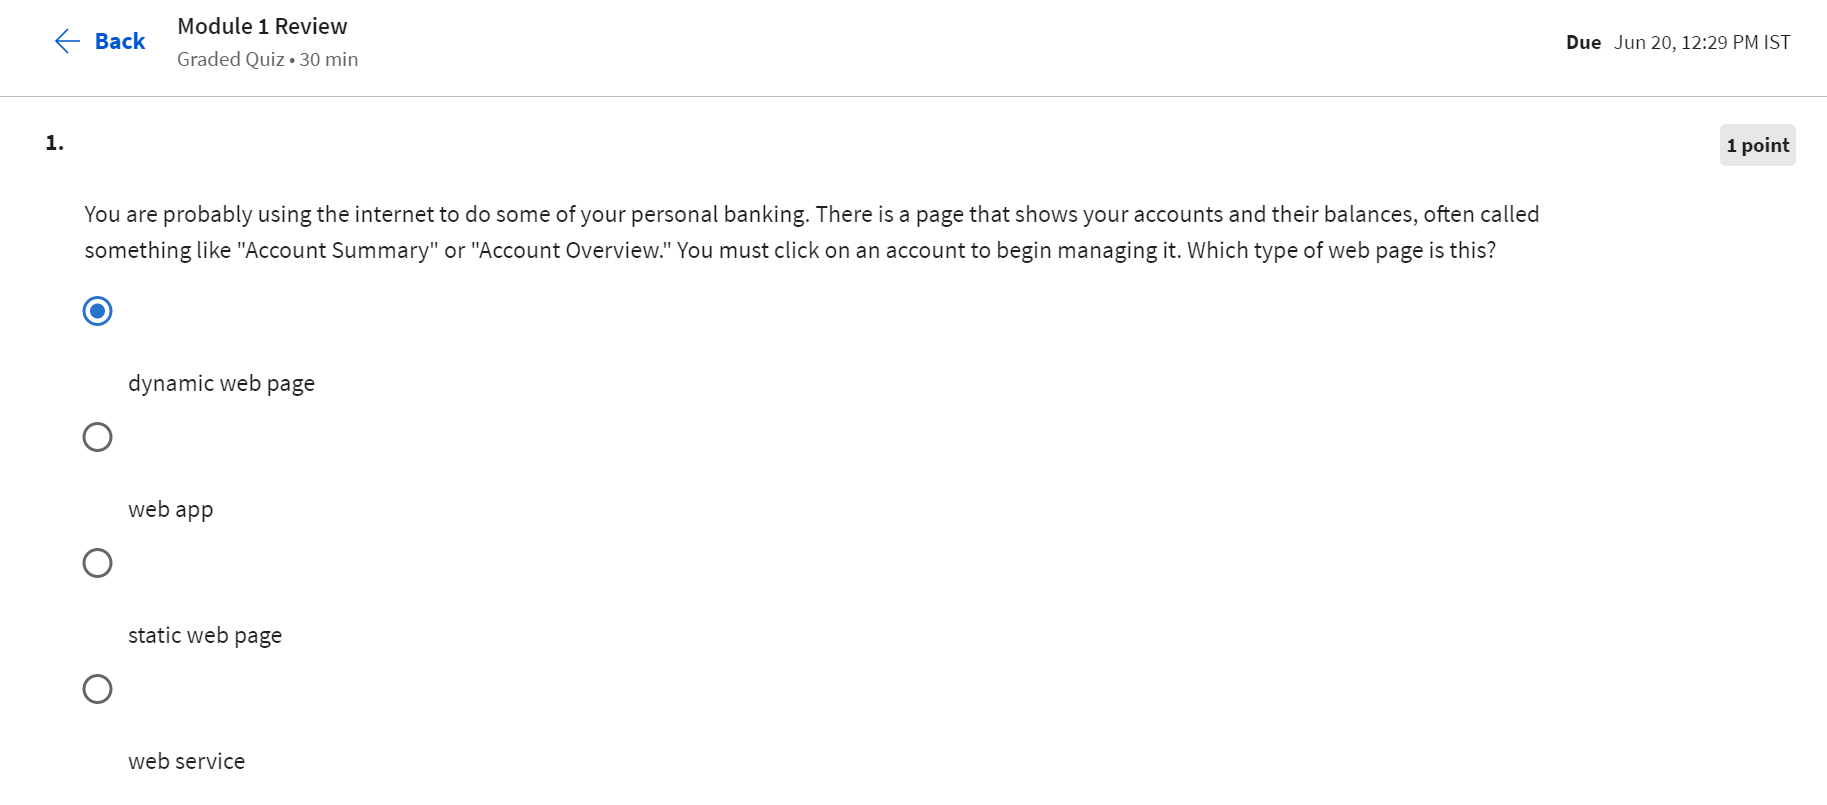 Back
Module 1 Review
Graded Quiz • 30 min
Due Jun 20, 12:29 PM IST
1.
1 point
You are probably using the internet to do some of your personal banking. There is a page that shows your accounts and their balances, often called
something like "Account Summary" or "Account Overview." You must click on an account to begin managing it. Which type of web page is this?
dynamic web page
web app
static web page
web service